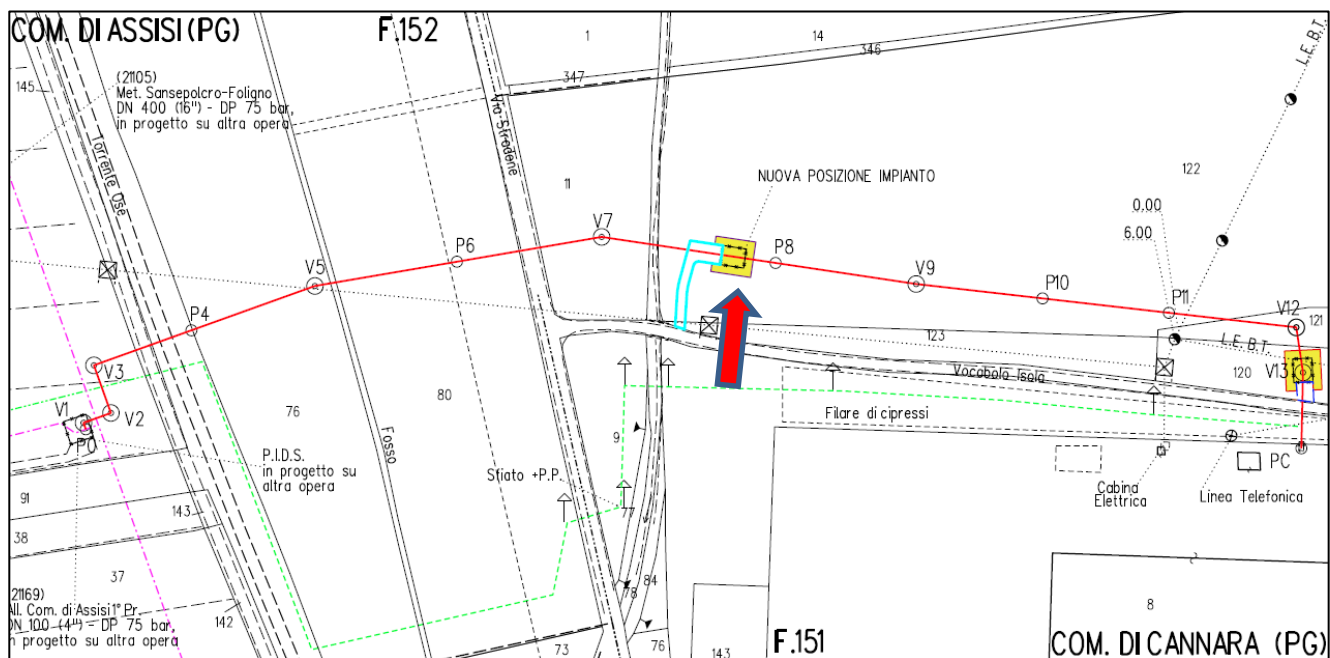 COM. DI ASSISI (PG)
F.152
1
14
346
347
145
(21105)
Met. Sansepolcro-Foligno
DN 400 (16") - DP 75 bar,
in progetto su altra opera
Via Stradone
Torrente Ose
L.E.B.T.
122
NUOVA POSIZIONE IMPIANTO
11
0.00
6.00
V7
P6
P8
V5
V9
P10
P11
V12
121
P4
123
L.E.B.T.
V3
Vocabolo Isola
120
V13
80
76
V1
V2
P0
Filare di cipressi
Fosso
9
P.I.D.S.
in progetto su
altra opera
Sfiato +P.P.
PC
Cabina
Elettrica
Linea Telefonica
91
143
77
38
37
84
78
21169)
All. Com. di Assisi 1° Pr.
DN 100 (4") - DP 75 bar,
n progetto su altra opera
142
8
73
76
143
F.151
COM. DI CANNARA (PG)